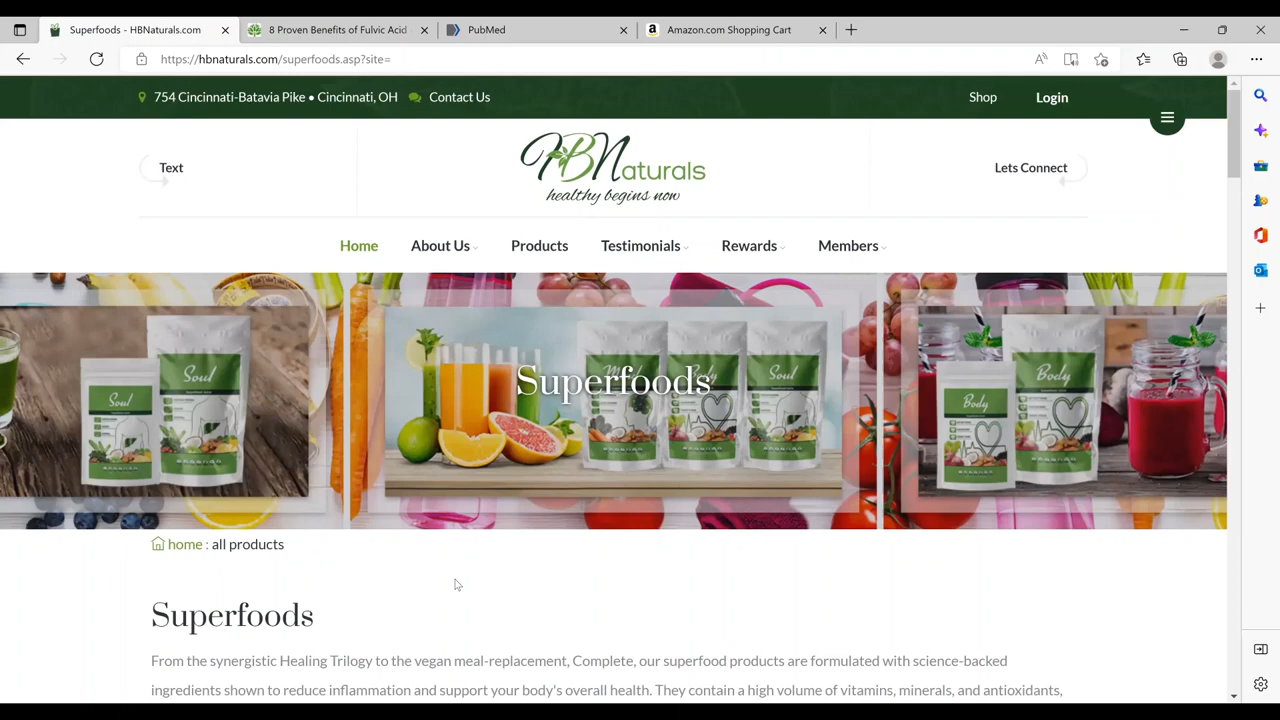 Superfoods - HBNaturals.com
8 Proven Benefits of Fulvic Acid
PubMed
Amazon.com Shopping Cart
https://hbnaturals.com/superfoods.asp?site=
754 Cincinnati-Batavia Pike • Cincinnati, OH
Contact Us
Shop
Login
Text
HBNaturals
healthy begins now
Lets Connect
Home
About Us
Products
Testimonials
Rewards
Members
Soul
Soul
Superfoods
Soul
Body
Body
home : all products
Superfoods
From the synergistic Healing Trilogy to the vegan meal-replacement, Complete, our superfood products are formulated with science-backed
ingredients shown to reduce inflammation and support your body's overall health. They contain a high volume of vitamins, minerals, and antioxidants,